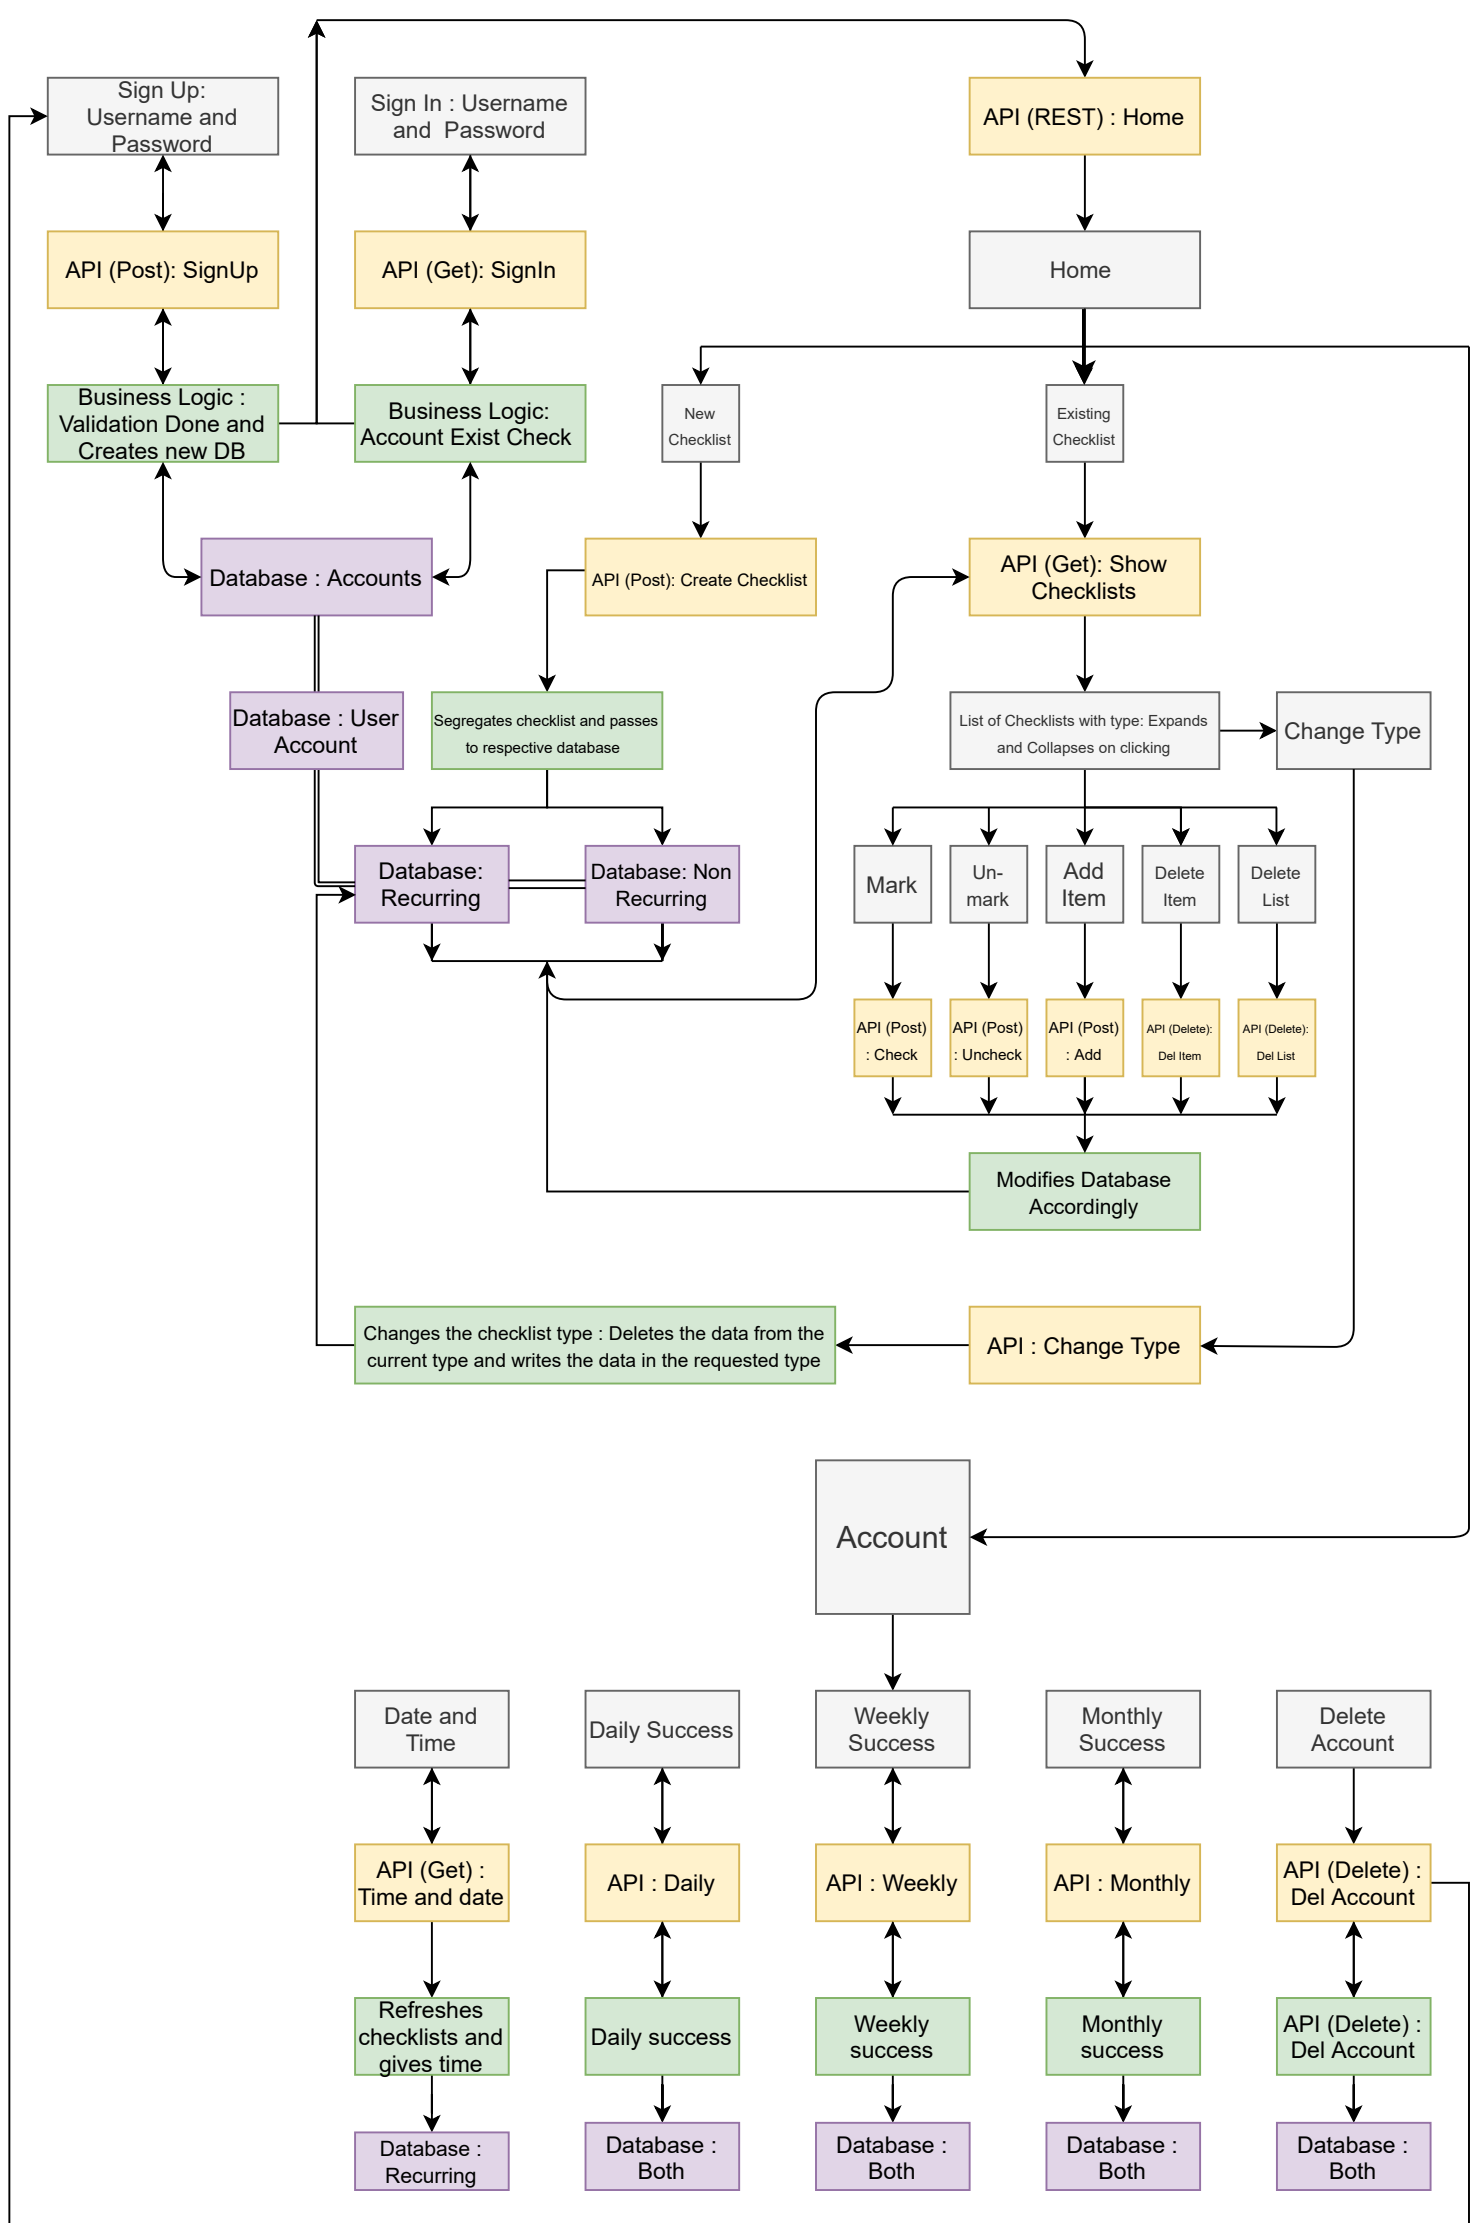 Sign Up:
Username and
Password
Sign In : Username
and Password
API (REST) : Home
API (Post): SignUp
API (Get): SignIn
Home
Business Logic :
Validation Done and
Creates new DB
Business Logic:
Account Exist Check
New
Checklist
Existing
Checklist
Database : Accounts
API (Post): Create Checklist
API (Get): Show
Checklists
Database : User
Account
Segregates checklist and passes
to respective database
List of Checklists with type: Expands
and Collapses on clicking
Change Type
Database:
Recurring
Database: Non
Recurring
Mark
Un-
mark
Add
Item
Delete
Item
Delete
List
API (Post)
: Check
API (Post)
: Uncheck
API (Post)
: Add
API (Delete):
Del Item
API (Delete):
Del List
Modifies Database
Accordingly
Changes the checklist type : Deletes the data from the
current type and writes the data in the requested type
API : Change Type
Account
Date and
Time
Daily Success
Weekly
Success
Monthly
Success
Delete
Account
API (Get) :
Time and date
API : Daily
API : Weekly
API : Monthly
API (Delete) :
Del Account
Refreshes
checklists and
gives time
Daily success
Weekly
success
Monthly
success
API (Delete) :
Del Account
Database :
Recurring
Database :
Both
Database :
Both
Database :
Both
Database :
Both